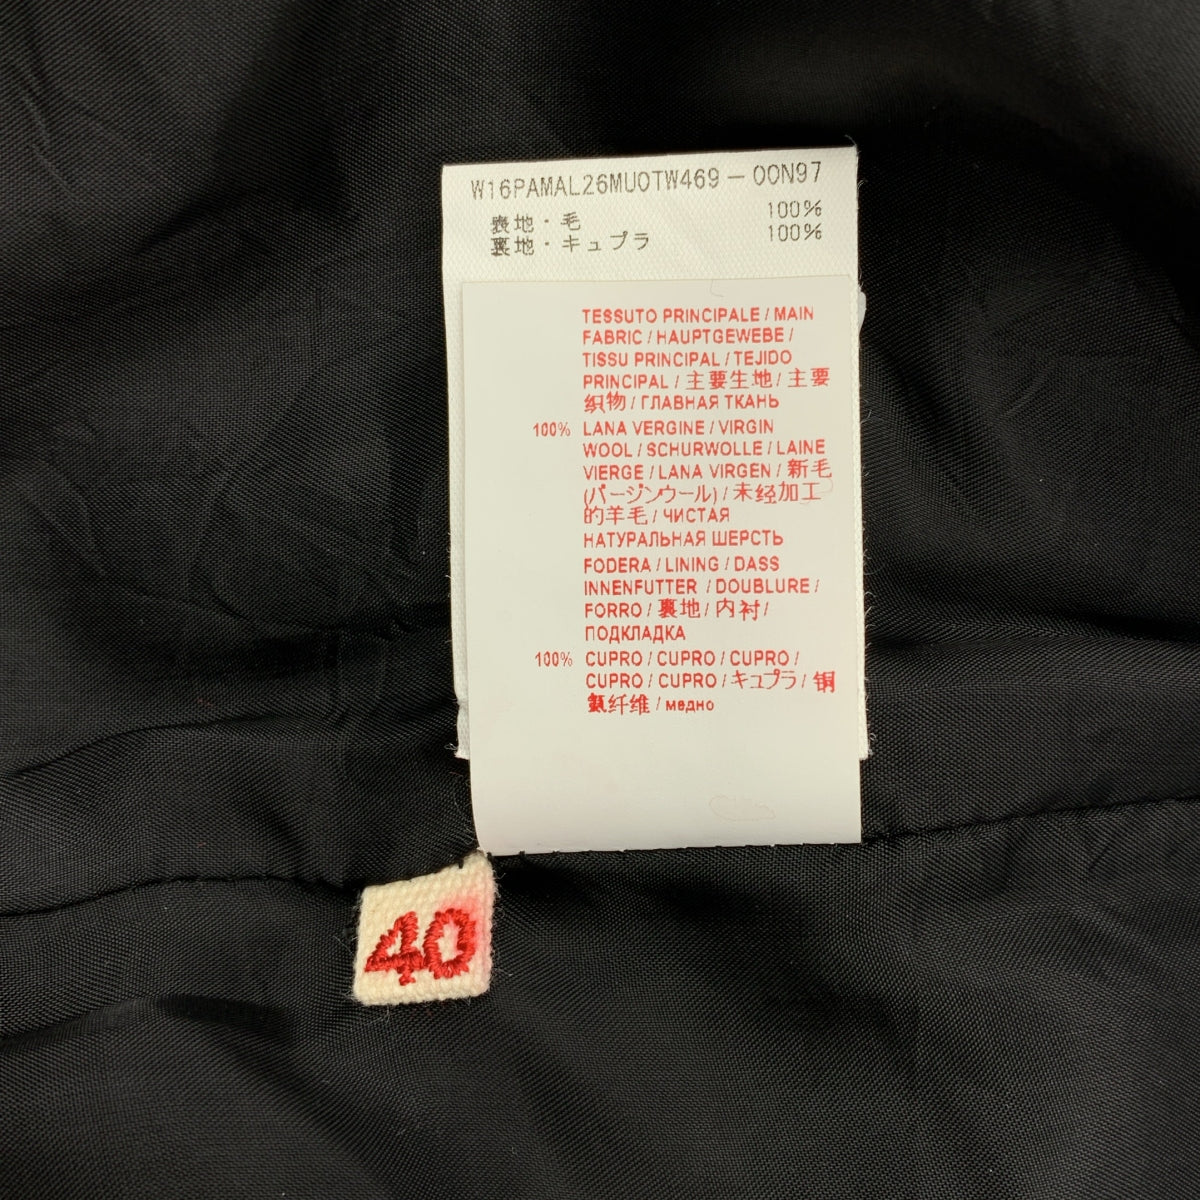 W16PAMAL26MUOTW469-00N97
表地・毛 100%
裏地・キュプラ 100%
TESSUTO PRINCIPALE / MAIN
FABRIC / HAUPTGEWEBE /
TISSU PRINCIPAL / TEJIDO
PRINCIPAL / 主要生地 / 主要
织物 / ГЛАВНАЯ ТКАНЬ
100% LANA VERGINE / VIRGIN
WOOL / SCHURWOLLE / LAINE
VIERGE / LANA VIRGEN / 新毛
(バージンウール) / 未经加工
的羊毛 / ЧИСТАЯ
НАТУРАЛЬНАЯ ШЕРСТЬ
FODERA / LINING / DASS
INNENFUTTER / DOUBLURE /
FORRO / 裏地 / 内衬 /
ПОДКЛАДКА
100% CUPRO / CUPRO / CUPRO /
CUPRO / CUPRO / キュプラ / 铜
氨纤维 / медно
40